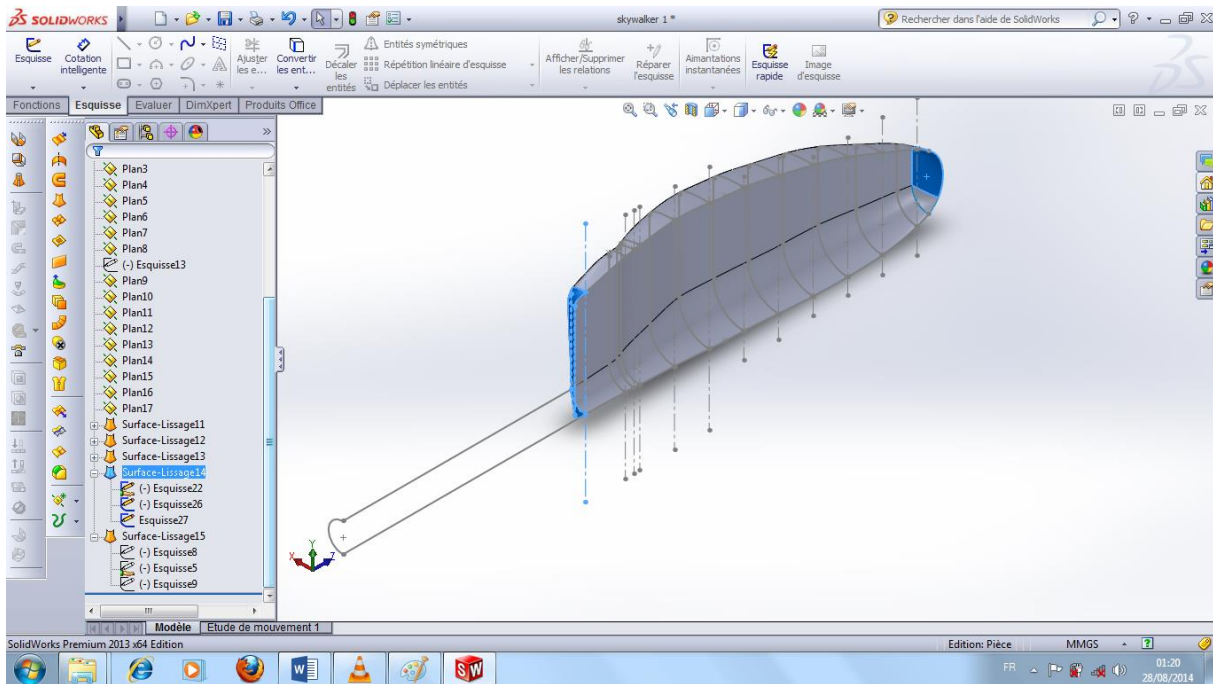 SOLIDWORKS
skywalker 1 *
Rechercher dans l'aide de SolidWorks
Esquisse
Cotation intelligente
Ajuster les e...
Convertir les ent...
Décaler les entités
Entités symétriques
Répétition linéaire d'esquisse
Déplacer les entités
Afficher/Supprimer les relations
Réparer l'esquisse
Aimantations instantanées
Esquisse rapide
Image d'esquisse
Fonctions
Esquisse
Evaluer
DimXpert
Produits Office
Plan3
Plan4
Plan5
Plan6
Plan7
Plan8
(-) Esquisse13
Plan9
Plan10
Plan11
Plan12
Plan13
Plan14
Plan15
Plan16
Plan17
Surface-Lissage11
Surface-Lissage12
Surface-Lissage13
Surface-Lissage14
(-) Esquisse22
(-) Esquisse26
Esquisse27
Surface-Lissage15
(-) Esquisse8
(-) Esquisse5
(-) Esquisse9
Y
X
Z
Modèle
Etude de mouvement 1
SolidWorks Premium 2013 x64 Edition
Edition: Pièce
MMGS
FR
01:20
28/08/2014